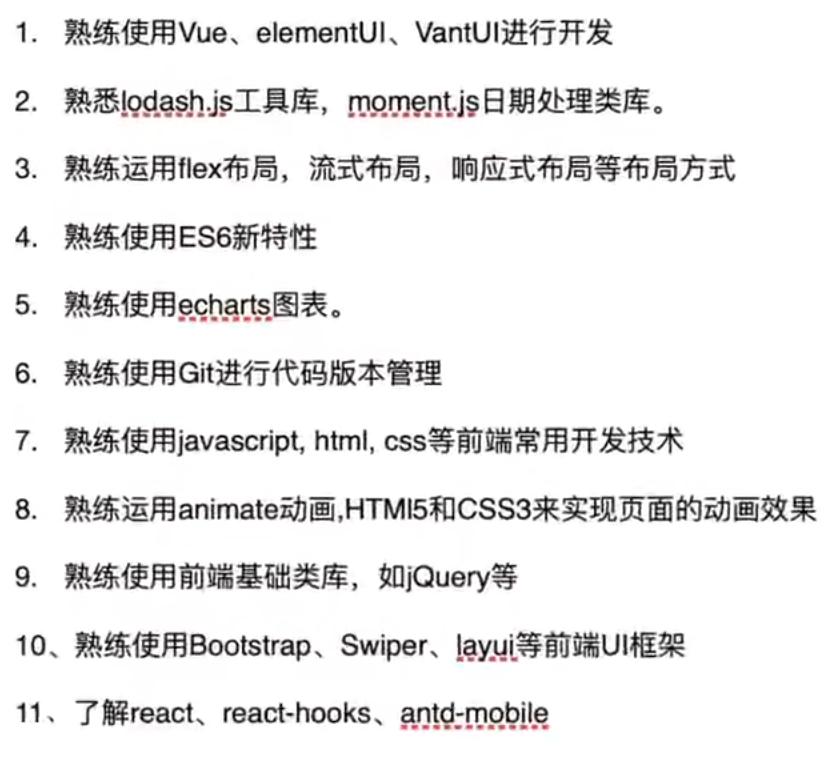 1. 熟练使用Vue、elementUI、VantUI进行开发
2. 熟悉lodash.js工具库，moment.js日期处理类库。
3. 熟练运用flex布局，流式布局，响应式布局等布局方式
4. 熟练使用ES6新特性
5. 熟练使用echarts图表。
6. 熟练使用Git进行代码版本管理
7. 熟练使用javascript, html, css等前端常用开发技术
8. 熟练运用animate动画,HTMl5和CSS3来实现页面的动画效果
9. 熟练使用前端基础类库，如jQuery等
10、熟练使用Bootstrap、Swiper、layui等前端UI框架
11、了解react、react-hooks、antd-mobile